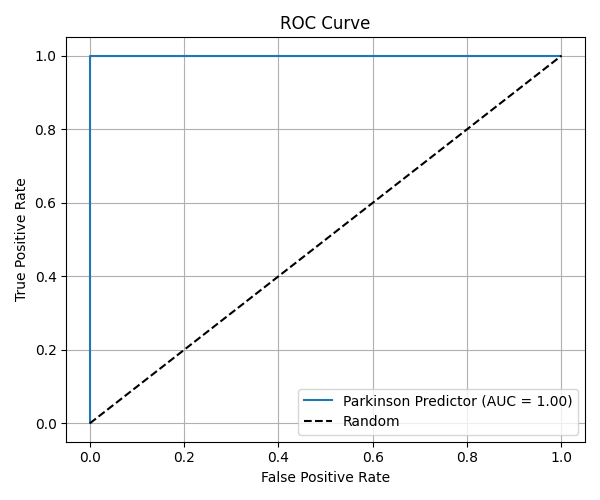 ROC Curve
True Positive Rate
1.0
0.8
0.6
0.4
0.2
0.0
Parkinson Predictor (AUC = 1.00)
Random
0.0 0.2 0.4 0.6 0.8 1.0
False Positive Rate